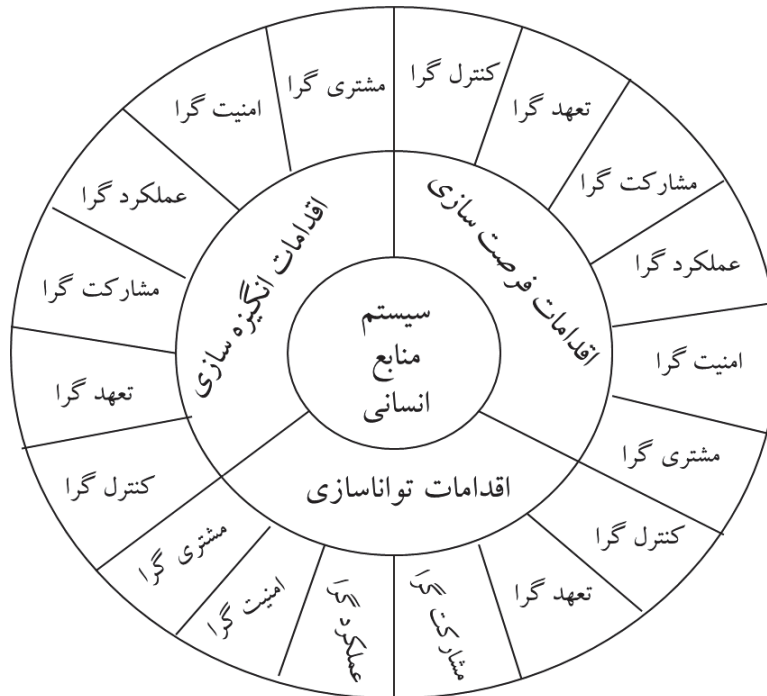 سیستم
منابع
انسانی
اقدامات فرصت سازی
اقدامات تواناسازی
اقدامات انگیزه سازی
کنترل گرا
تعهد گرا
مشارکت گرا
عملکرد گرا
امنیت گرا
مشتری گرا
کنترل گرا
تعهد گرا
مشارکت گرا
عملکرد گرا
امنیت گرا
مشتری گرا
کنترل گرا
تعهد گرا
مشارکت گرا
عملکرد گرا
امنیت گرا
مشتری گرا